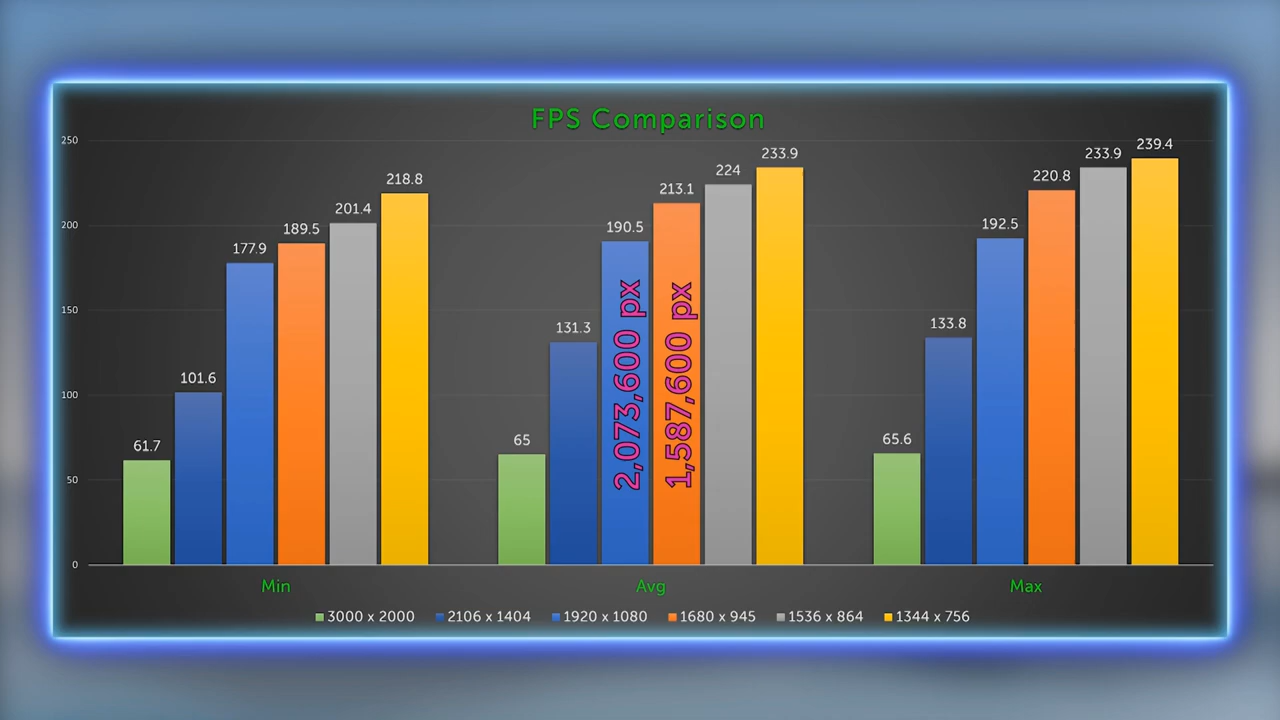 FPS Comparison
250
200
150
100
50
0
61.7
101.6
177.9
189.5
201.4
218.8
65
131.3
190.5
213.1
224
233.9
65.6
133.8
192.5
220.8
233.9
239.4
2,073,600 px
1,587,600 px
Min
Avg
Max
3000 x 2000
2106 x 1404
1920 x 1080
1680 x 945
1536 x 864
1344 x 756